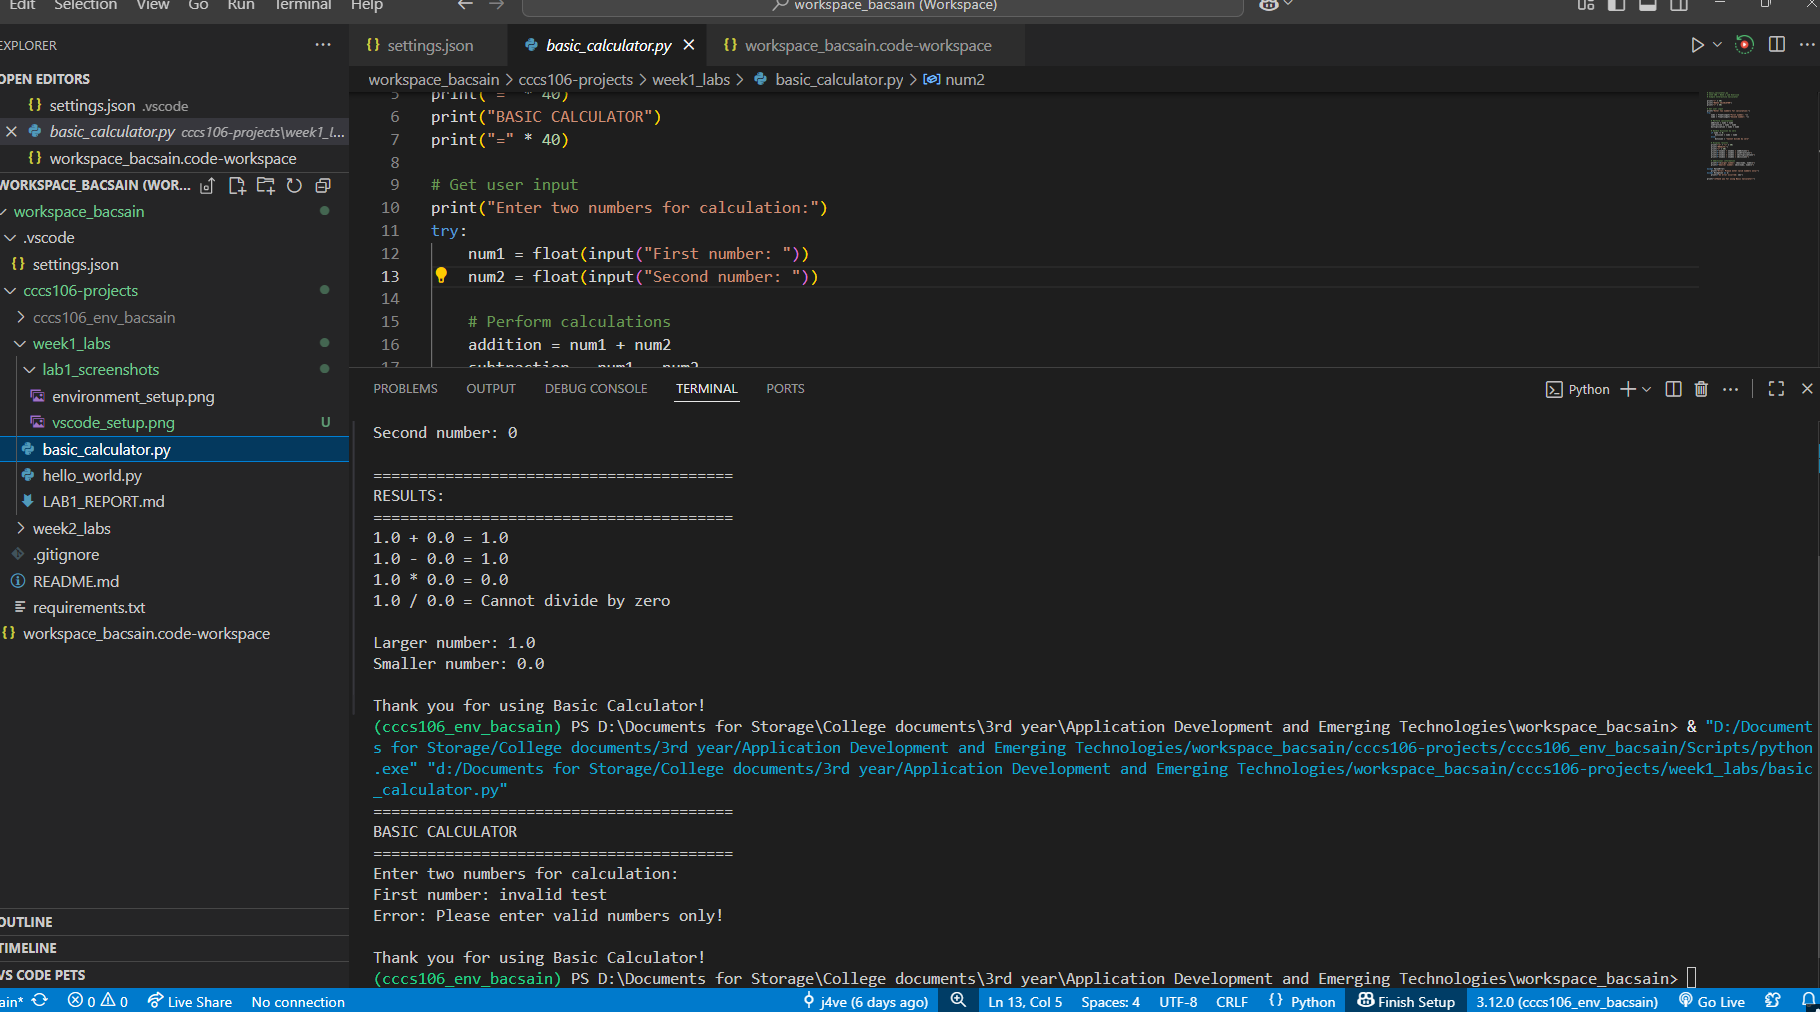 Edit Selection View Go Run Terminal Help
workspace_bacsain (Workspace)
EXPLORER
OPEN EDITORS
settings.json .vscode
basic_calculator.py cccs106-projects\week1_l...
workspace_bacsain.code-workspace
WORKSPACE_BACSAIN (WOR...
workspace_bacsain
.vscode
settings.json
cccs106-projects
cccs106_env_bacsain
week1_labs
lab1_screenshots
environment_setup.png
vscode_setup.png U
basic_calculator.py
hello_world.py
LAB1_REPORT.md
week2_labs
.gitignore
README.md
requirements.txt
workspace_bacsain.code-workspace
OUTLINE
TIMELINE
VS CODE PETS
settings.json basic_calculator.py workspace_bacsain.code-workspace
workspace_bacsain > cccs106-projects > week1_labs > basic_calculator.py > num2
5 print("=" * 40)
6 print("BASIC CALCULATOR")
7 print("=" * 40)
8
9 # Get user input
10 print("Enter two numbers for calculation:")
11 try:
12 num1 = float(input("First number: "))
13 num2 = float(input("Second number: "))
14
15 # Perform calculations
16 addition = num1 + num2
17 subtraction = num1 - num2
PROBLEMS OUTPUT DEBUG CONSOLE TERMINAL PORTS
Python
Second number: 0
========================================
RESULTS:
========================================
1.0 + 0.0 = 1.0
1.0 - 0.0 = 1.0
1.0 * 0.0 = 0.0
1.0 / 0.0 = Cannot divide by zero
Larger number: 1.0
Smaller number: 0.0
Thank you for using Basic Calculator!
(cccs106_env_bacsain) PS D:\Documents for Storage\College documents\3rd year\Application Development and Emerging Technologies\workspace_bacsain> & "D:/Document
s for Storage/College documents/3rd year/Application Development and Emerging Technologies/workspace_bacsain/cccs106-projects/cccs106_env_bacsain/Scripts/python
.exe" "d:/Documents for Storage/College documents/3rd year/Application Development and Emerging Technologies/workspace_bacsain/cccs106-projects/week1_labs/basic
_calculator.py"
========================================
BASIC CALCULATOR
========================================
Enter two numbers for calculation:
First number: invalid test
Error: Please enter valid numbers only!
Thank you for using Basic Calculator!
(cccs106_env_bacsain) PS D:\Documents for Storage\College documents\3rd year\Application Development and Emerging Technologies\workspace_bacsain>
ain* 0 0 Live Share No connection j4ve (6 days ago) Ln 13, Col 5 Spaces: 4 UTF-8 CRLF {} Python Finish Setup 3.12.0 (cccs106_env_bacsain) Go Live